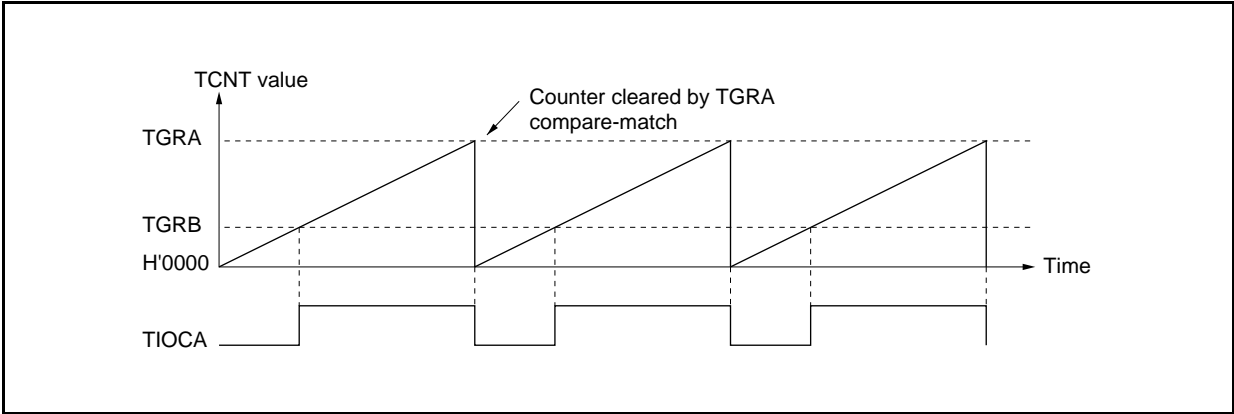 TCNT value
Counter cleared by TGRA
compare-match
TGRA
TGRB
H'0000
Time
TIOCA